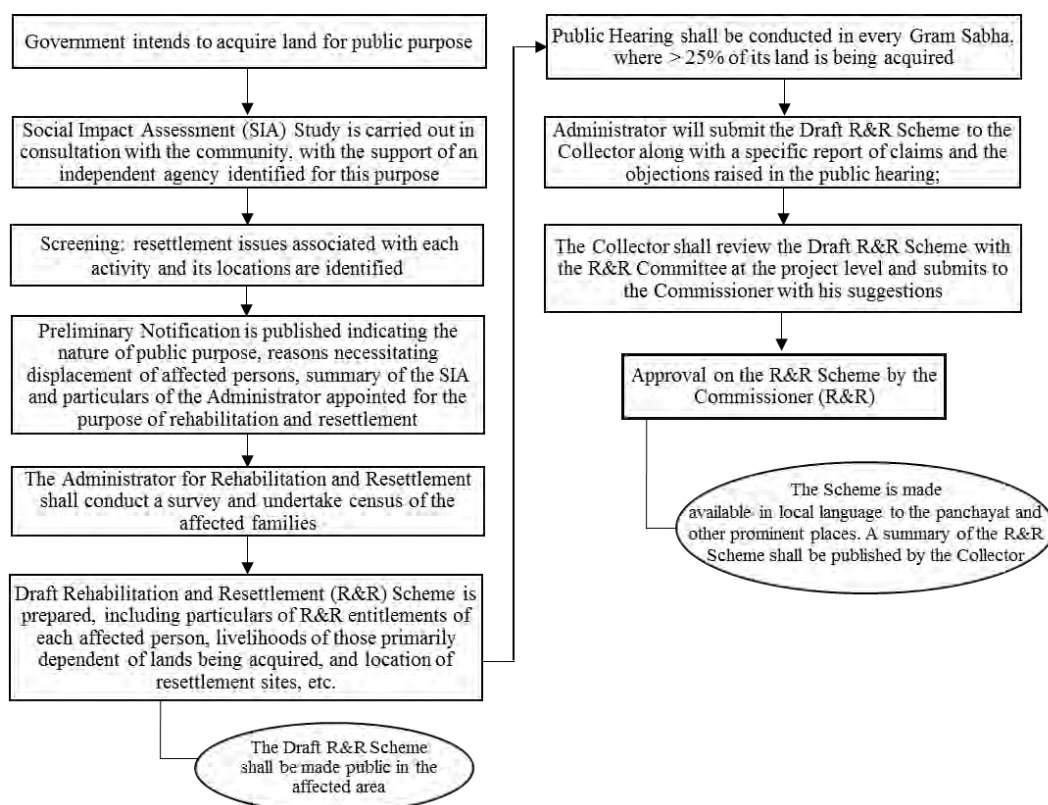 Government intends to acquire land for public purpose
Social Impact Assessment (SIA) Study is carried out in
consultation with the community, with the support of an
independent agency identified for this purpose
Screening: resettlement issues associated with each
activity and its locations are identified
Preliminary Notification is published indicating the
nature of public purpose, reasons necessitating
displacement of affected persons, summary of the SIA
and particulars of the Administrator appointed for the
purpose of rehabilitation and resettlement
The Administrator for Rehabilitation and Resettlement
shall conduct a survey and undertake census of the
affected families
Draft Rehabilitation and Resettlement (R&R) Scheme is
prepared, including particulars of R&R entitlements of
each affected person, livelihoods of those primarily
dependent of lands being acquired, and location of
resettlement sites, etc.
The Draft R&R Scheme
shall be made public in the
affected area
Public Hearing shall be conducted in every Gram Sabha,
where > 25% of its land is being acquired
Administrator will submit the Draft R&R Scheme to the
Collector along with a specific report of claims and the
objections raised in the public hearing;
The Collector shall review the Draft R&R Scheme with
the R&R Committee at the project level and submits to
the Commissioner with his suggestions
Approval on the R&R Scheme by the
Commissioner (R&R)
The Scheme is made
available in local language to the panchayat and
other prominent places. A summary of the R&R
Scheme shall be published by the Collector